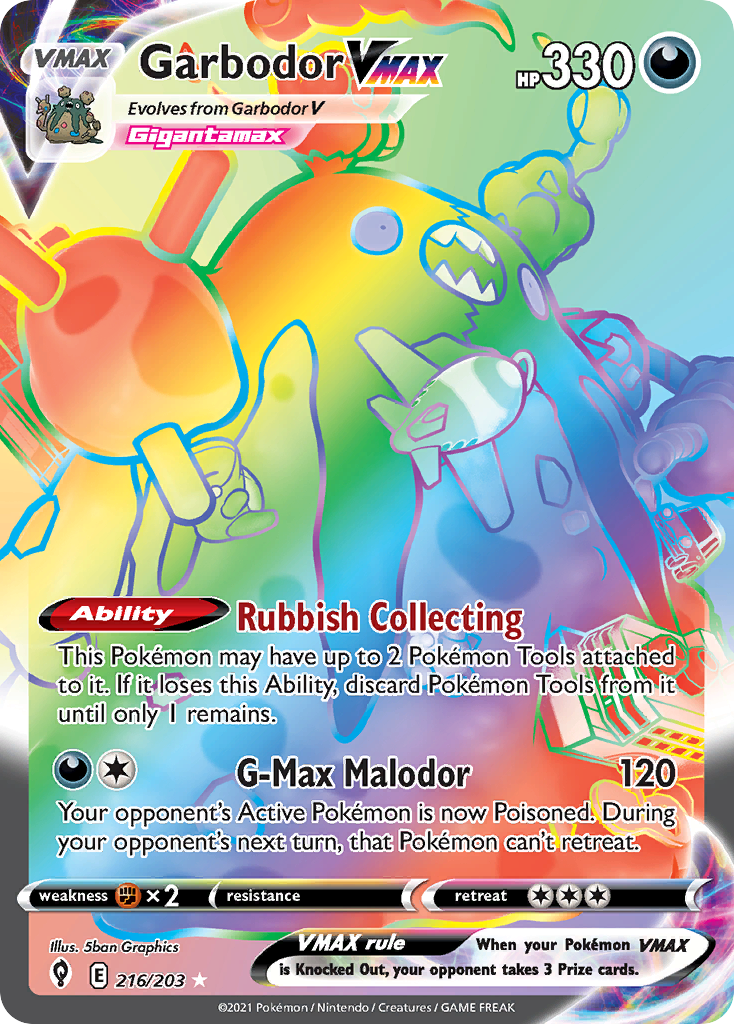 VMAX
Garbodor VMAX
HP 330
Evolves from Garbodor V
Gigantamax
Ability Rubbish Collecting
This Pokémon may have up to 2 Pokémon Tools attached
to it. If it loses this Ability, discard Pokémon Tools from it
until only 1 remains.
G-Max Malodor 120
Your opponent's Active Pokémon is now Poisoned. During
your opponent's next turn, that Pokémon can't retreat.
weakness ×2 resistance retreat
Illus. 5ban Graphics
VMAX rule When your Pokémon VMAX
is Knocked Out, your opponent takes 3 Prize cards.
E 216/203
©2021 Pokémon / Nintendo / Creatures / GAME FREAK